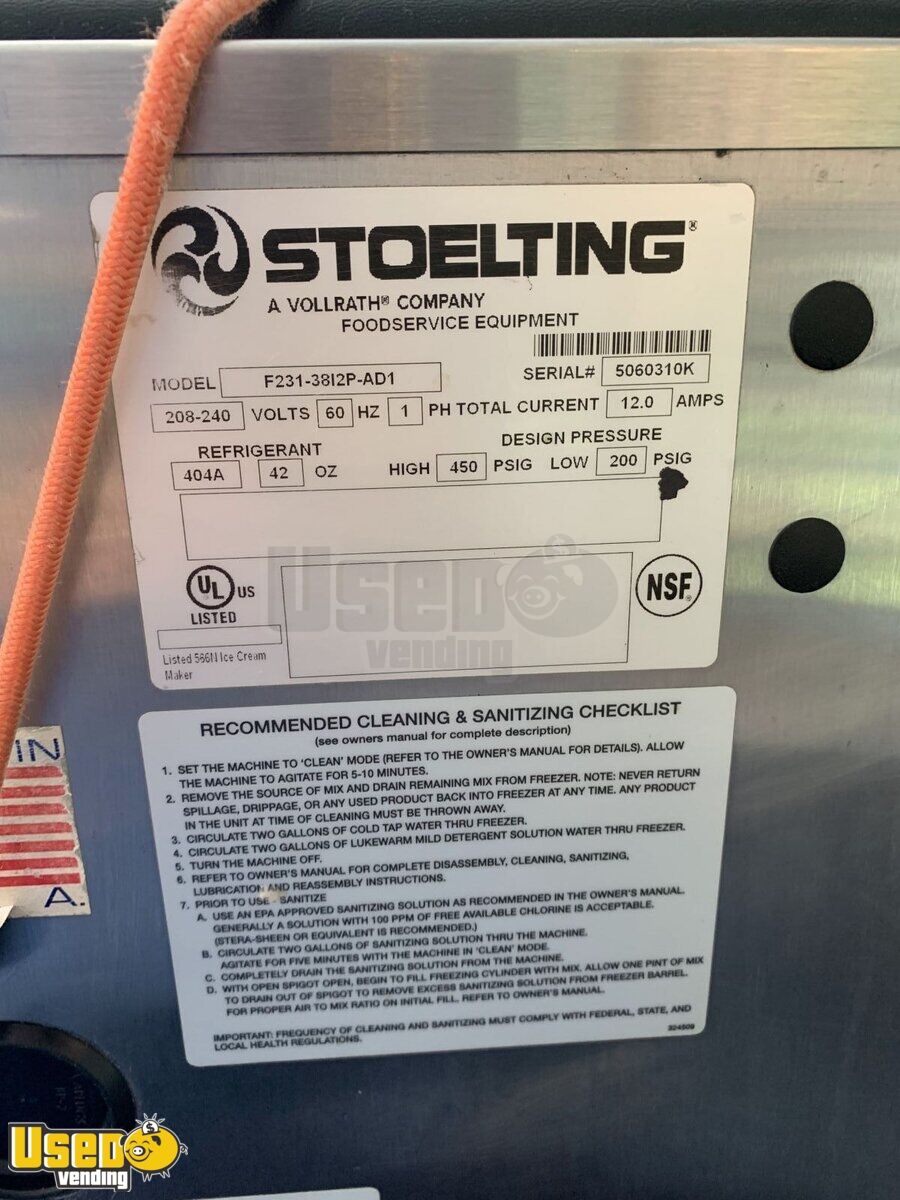 STOELTING®
A VOLLRATH® COMPANY
FOODSERVICE EQUIPMENT
MODEL F231-38I2P-AD1 SERIAL# 5060310K
208-240 VOLTS 60 HZ 1 PH TOTAL CURRENT 12.0 AMPS
REFRIGERANT DESIGN PRESSURE
404A 42 OZ HIGH 450 PSIG LOW 200 PSIG
UL US
LISTED
NSF®
Listed 566N Ice Cream
Maker
USED
vending
RECOMMENDED CLEANING & SANITIZING CHECKLIST
(see owners manual for complete description)
1. SET THE MACHINE TO 'CLEAN' MODE (REFER TO THE OWNER'S MANUAL FOR DETAILS). ALLOW
THE MACHINE TO AGITATE FOR 5-10 MINUTES.
2. REMOVE THE SOURCE OF MIX AND DRAIN REMAINING MIX FROM FREEZER. NOTE: NEVER RETURN
SPILLAGE, DRIPPAGE, OR ANY USED PRODUCT BACK INTO FREEZER AT ANY TIME. ANY PRODUCT
IN THE UNIT AT TIME OF CLEANING MUST BE THROWN AWAY.
3. CIRCULATE TWO GALLONS OF COLD TAP WATER THRU FREEZER.
4. CIRCULATE TWO GALLONS OF LUKEWARM MILD DETERGENT SOLUTION WATER THRU FREEZER.
5. TURN THE MACHINE OFF.
6. REFER TO OWNER'S MANUAL FOR COMPLETE DISASSEMBLY, CLEANING, SANITIZING,
LUBRICATION AND REASSEMBLY INSTRUCTIONS.
7. PRIOR TO USE - SANITIZE
A. USE AN EPA APPROVED SANITIZING SOLUTION AS RECOMMENDED IN THE OWNER'S MANUAL.
GENERALLY A SOLUTION WITH 100 PPM OF FREE AVAILABLE CHLORINE IS ACCEPTABLE.
(STERA-SHEEN OR EQUIVALENT IS RECOMMENDED.)
B. CIRCULATE TWO GALLONS OF SANITIZING SOLUTION THRU THE MACHINE.
AGITATE FOR FIVE MINUTES WITH THE MACHINE IN 'CLEAN' MODE.
C. COMPLETELY DRAIN THE SANITIZING SOLUTION FROM THE MACHINE.
D. WITH OPEN SPIGOT OPEN, BEGIN TO FILL FREEZING CYLINDER WITH MIX. ALLOW ONE PINT OF MIX
TO DRAIN OUT OF SPIGOT TO REMOVE EXCESS SANITIZING SOLUTION FROM FREEZER BARREL.
FOR PROPER AIR TO MIX RATIO ON INITIAL FILL. REFER TO OWNER'S MANUAL.
IMPORTANT: FREQUENCY OF CLEANING AND SANITIZING MUST COMPLY WITH FEDERAL, STATE, AND
LOCAL HEALTH REGULATIONS.
324509
IN
A.
USED
vending